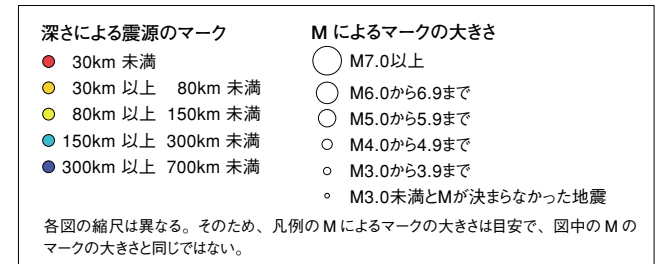 深さによる震源のマーク
30km 未満
30km 以上 80km 未満
80km 以上 150km 未満
150km 以上 300km 未満
300km 以上 700km 未満
M によるマークの大きさ
M7.0以上
M6.0から6.9まで
M5.0から5.9まで
M4.0から4.9まで
M3.0から3.9まで
M3.0未満とMが決まらなかった地震
各図の縮尺は異なる。そのため、凡例の M によるマークの大きさは目安で、図中の M の
マークの大きさと同じではない。